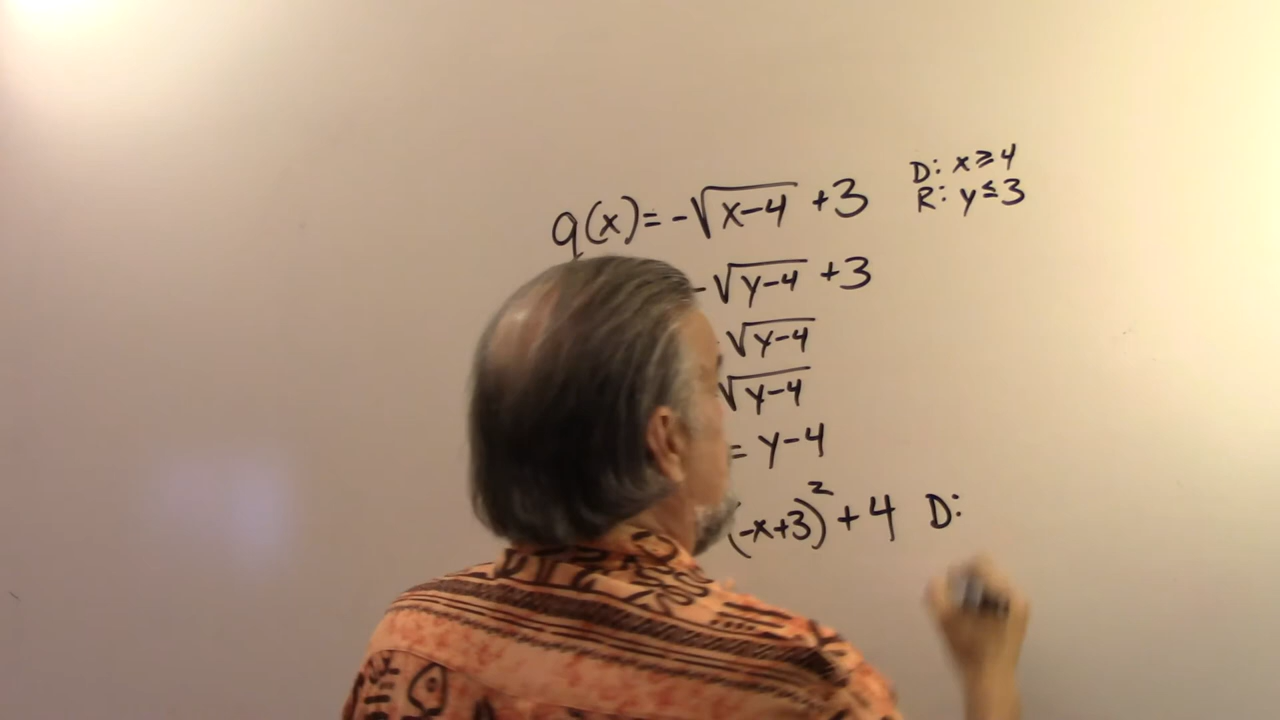 q(x) = -√(x-4) +3
D: x ≥ 4
R: y ≤ 3
-√(y-4) +3
√(y-4)
√(y-4)
= y-4
(-x+3)² + 4 D: